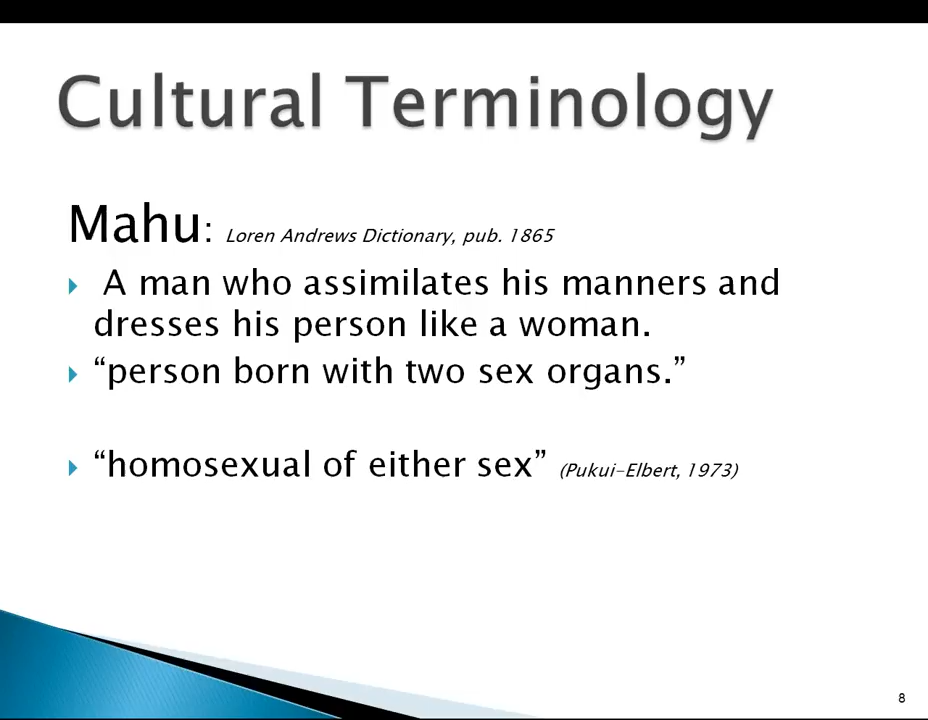 Cultural Terminology
Mahu: Loren Andrews Dictionary, pub. 1865
A man who assimilates his manners and
dresses his person like a woman.
“person born with two sex organs.”
“homosexual of either sex” (Pukui-Elbert, 1973)
8